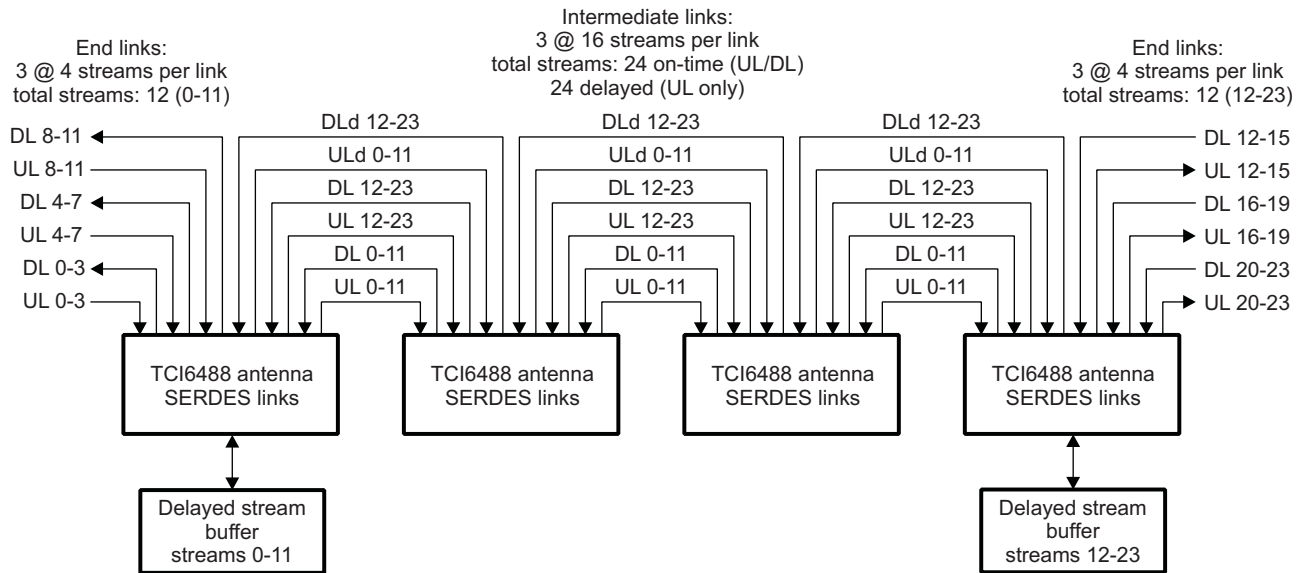 Intermediate links:
3 @ 16 streams per link
total streams: 24 on-time (UL/DL)
24 delayed (UL only)
End links:
3 @ 4 streams per link
total streams: 12 (0-11)
End links:
3 @ 4 streams per link
total streams: 12 (12-23)
DL 8-11
UL 8-11
DL 4-7
UL 4-7
DL 0-3
UL 0-3
DLd 12-23
ULd 0-11
DL 12-23
UL 12-23
DL 0-11
UL 0-11
DLd 12-23
ULd 0-11
DL 12-23
UL 12-23
DL 0-11
UL 0-11
DLd 12-23
ULd 0-11
DL 12-23
UL 12-23
DL 0-11
UL 0-11
DL 12-15
UL 12-15
DL 16-19
UL 16-19
DL 20-23
UL 20-23
TCI6488 antenna
SERDES links
TCI6488 antenna
SERDES links
TCI6488 antenna
SERDES links
TCI6488 antenna
SERDES links
Delayed stream
buffer
streams 0-11
Delayed stream
buffer
streams 12-23